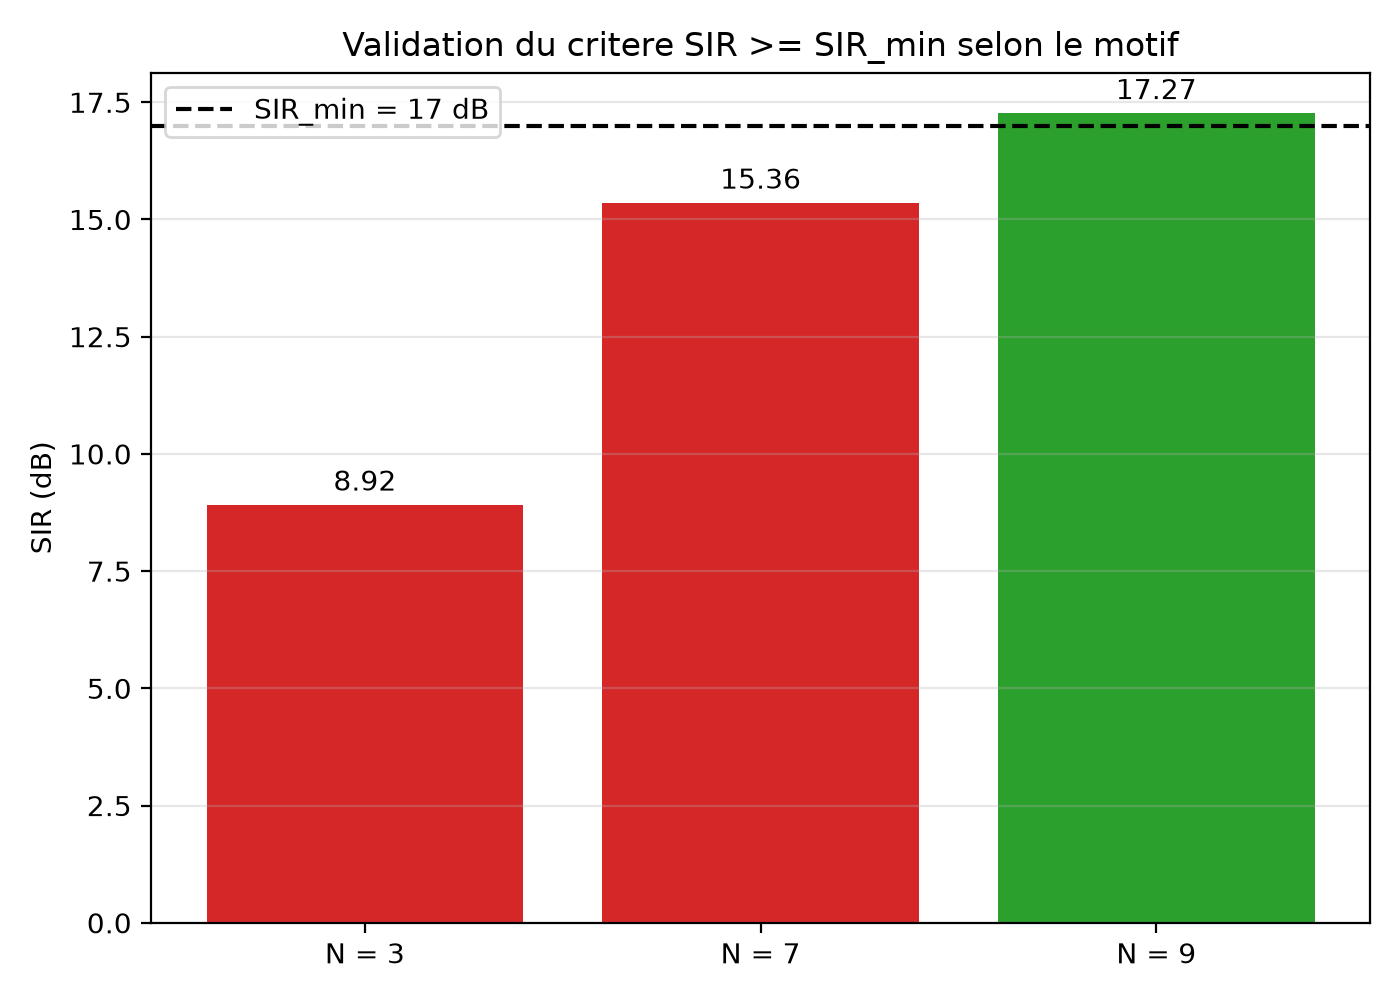 Validation du critere SIR >= SIR_min selon le motif
SIR_min = 17 dB
17.5
15.0
12.5
10.0
7.5
5.0
2.5
0.0
SIR (dB)
8.92
15.36
17.27
N = 3
N = 7
N = 9